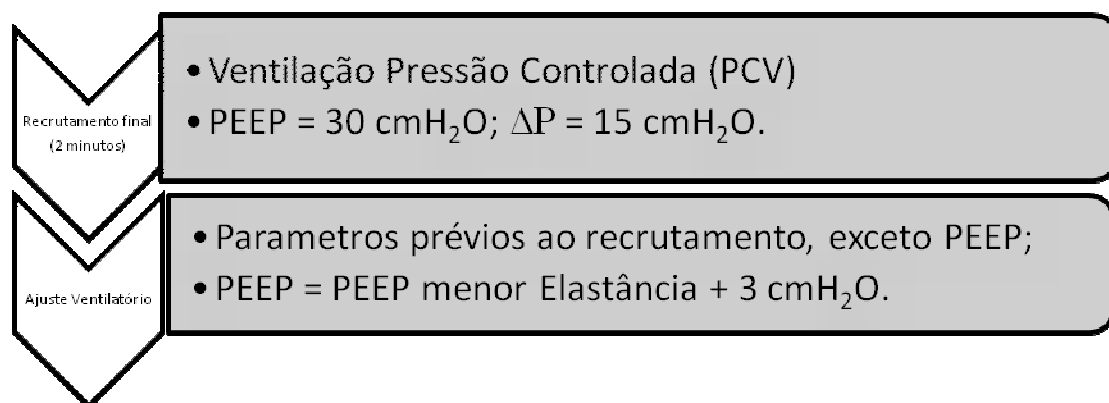 Recrutamento final
(2 minutos)
• Ventilação Pressão Controlada (PCV)
• PEEP = 30 cmH₂O; ΔP = 15 cmH₂O.
Ajuste Ventilatório
• Parametros prévios ao recrutamento, exceto PEEP;
• PEEP = PEEP menor Elastância + 3 cmH₂O.